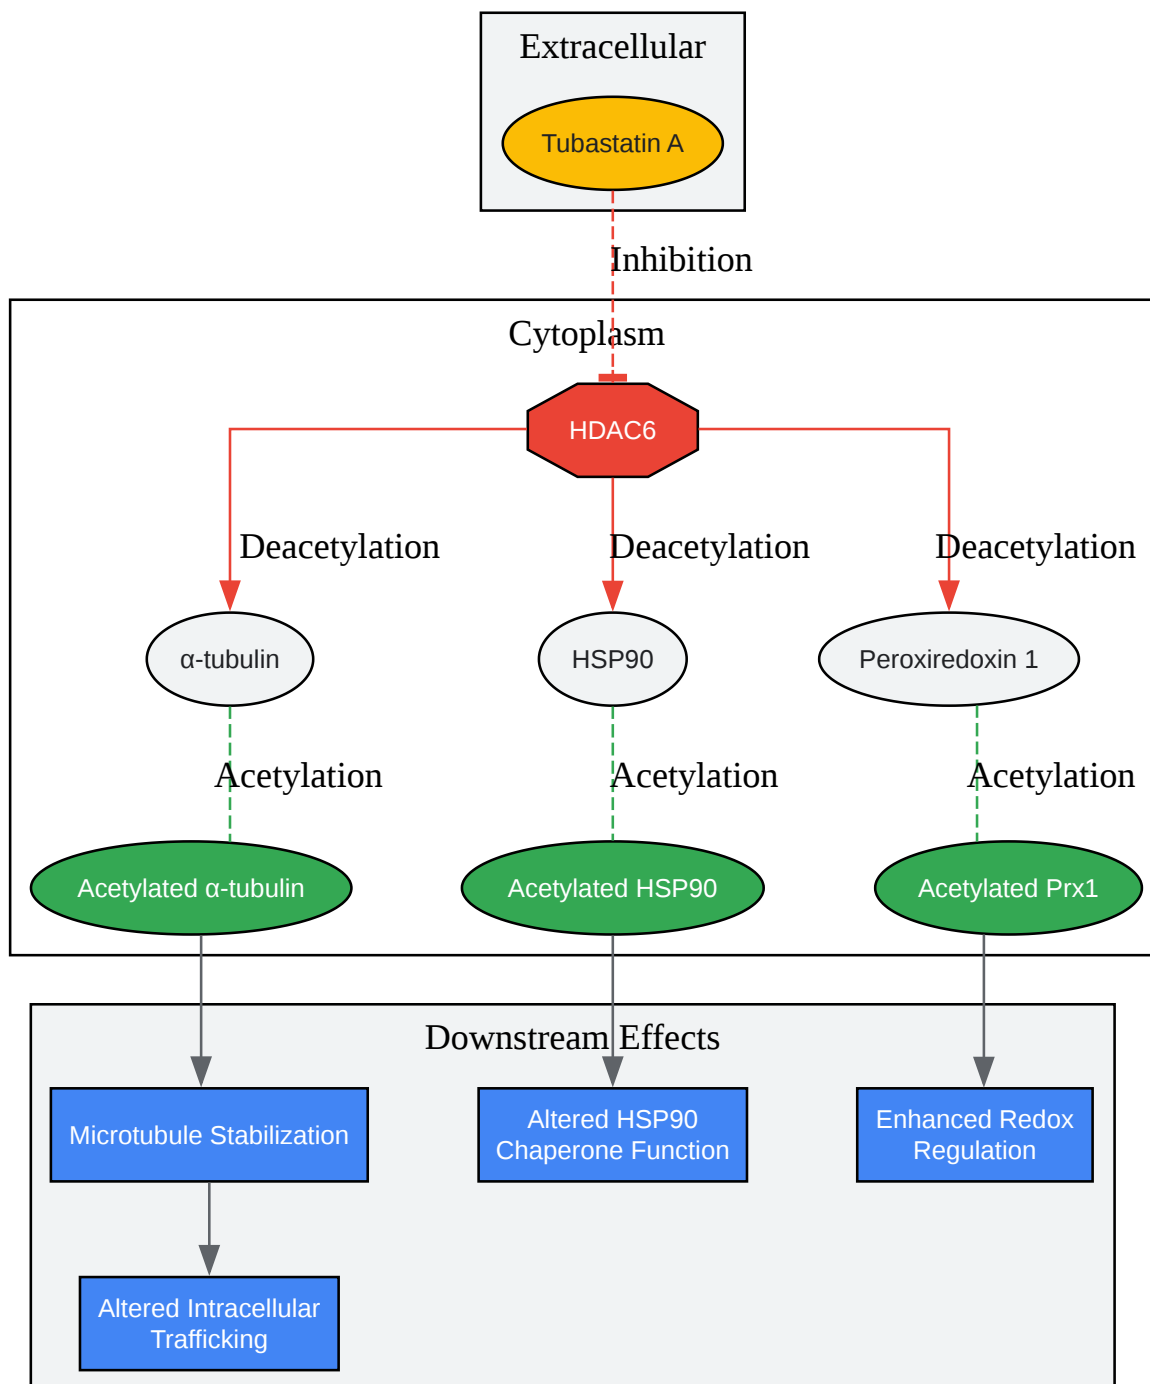 Extracellular
Tubastatin A
Inhibition
Cytoplasm
HDAC6
Deacetylation
Deacetylation
Deacetylation
α-tubulin
HSP90
Peroxiredoxin 1
Acetylation
Acetylation
Acetylation
Acetylated α-tubulin
Acetylated HSP90
Acetylated Prx1
Downstream Effects
Microtubule Stabilization
Altered HSP90
Chaperone Function
Enhanced Redox
Regulation
Altered Intracellular
Trafficking